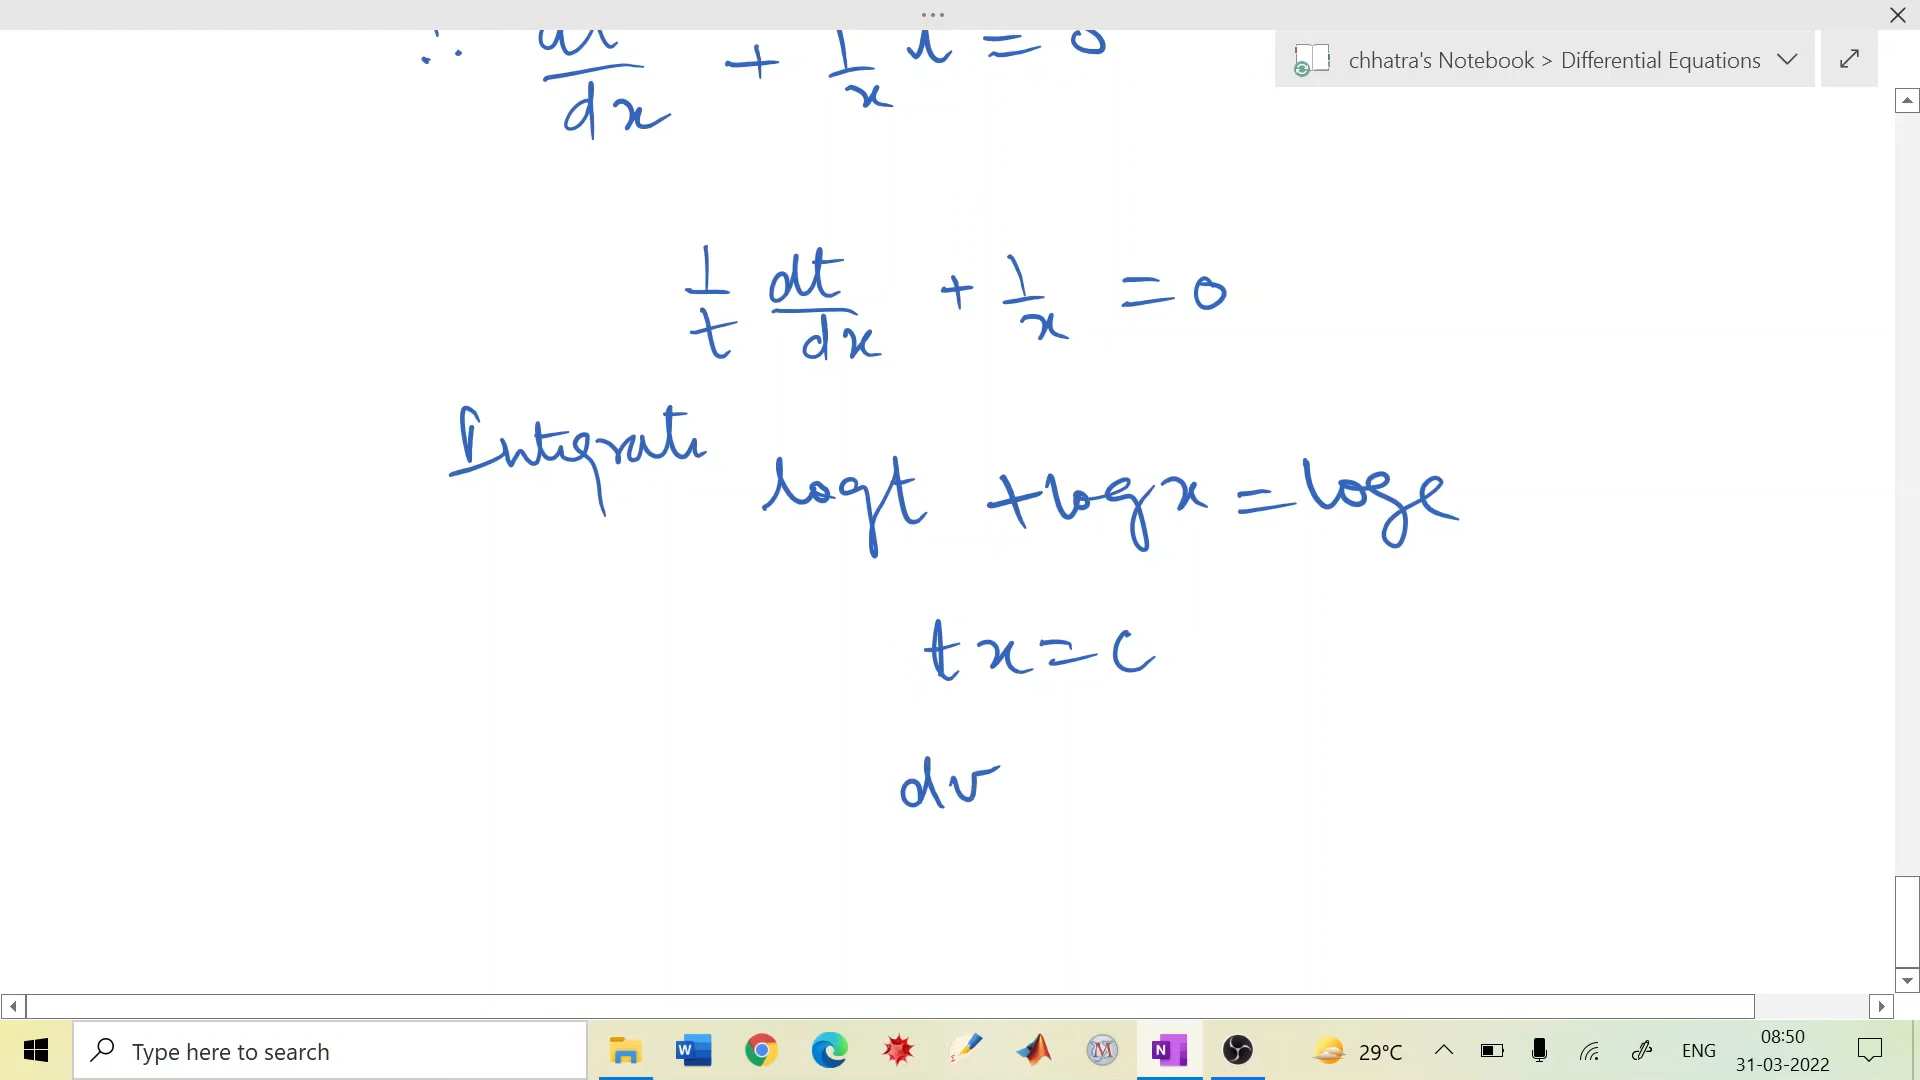 chhatra's Notebook > Differential Equations
∴ dt/dx + 1/x t = 0
1/t dt/dx + 1/x = 0
Integrate
log t + log x = log c
t x = c
dv
Type here to search
29°C
ENG
08:50
31-03-2022